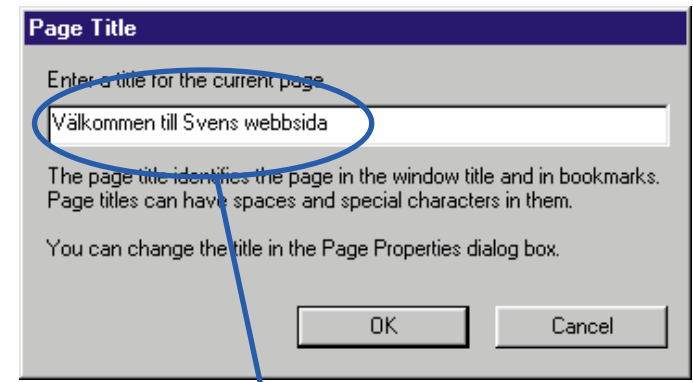 Page Title
Enter a title for the current page
Välkommen till Svens webbsida
The page title identifies the page in the window title and in bookmarks.
Page titles can have spaces and special characters in them.
You can change the title in the Page Properties dialog box.
OK
Cancel